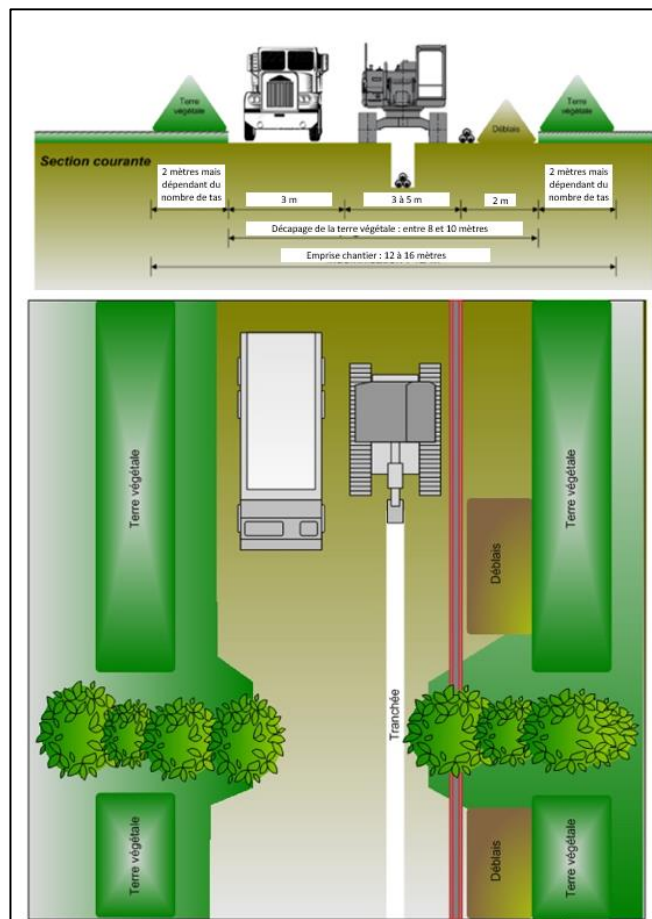 Terre
végétale
Déblais
Terre
végétale
Section courante
2 mètres mais
dépendant du
nombre de tas
3 m
3 à 5 m
2 m
2 mètres mais
dépendant du
nombre de tas
Décapage de la terre végétale : entre 8 et 10 mètres
Emprise chantier : 12 à 16 mètres
Terre végétale
Terre végétale
Déblais
Tranchée
Terre végétale
Déblais
Terre végétale